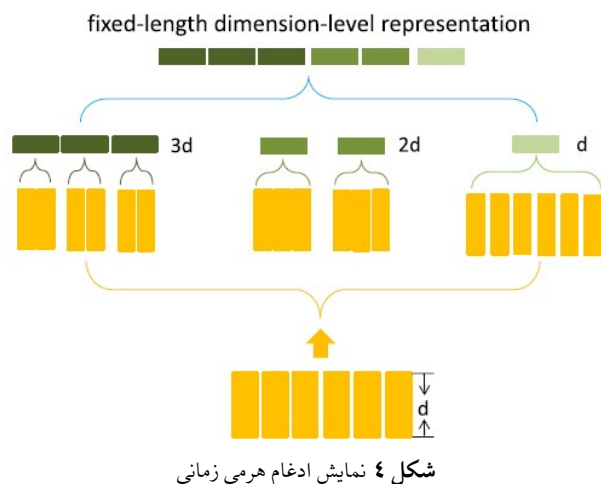 fixed-length dimension-level representation
3d
2d
d
d
شکل ٤ نمایش ادغام هرمی زمانی